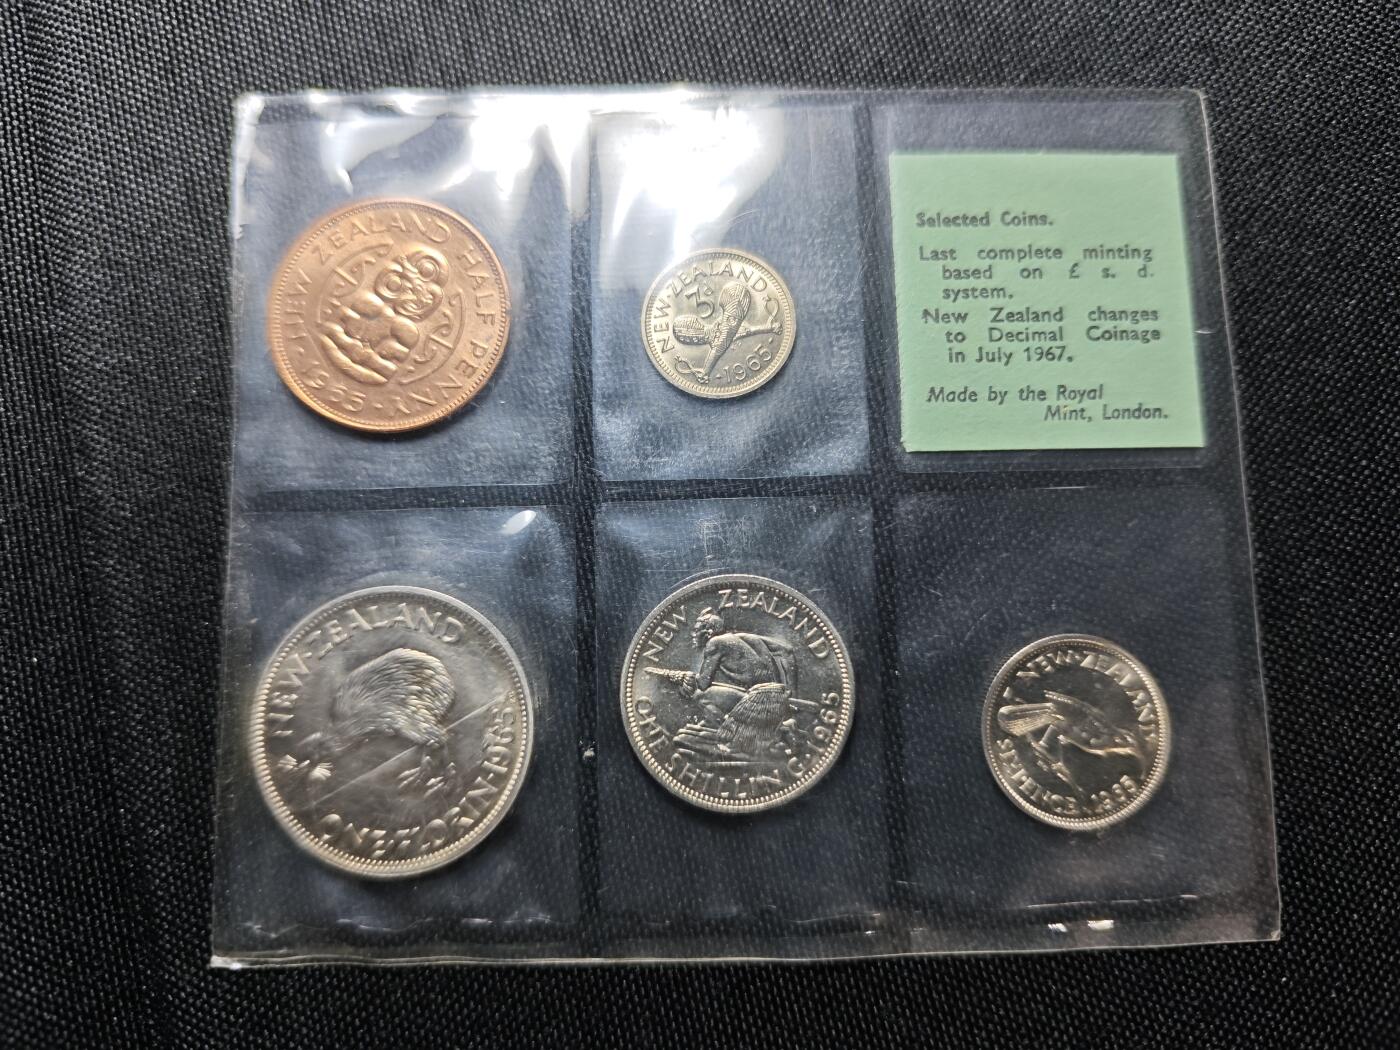 NEW ZEALAND HALF PENNY · 1965 ·
NEW·ZEALAND
3D
·1965·
Selected Coins.
Last complete minting
based on £ s. d.
system.
New Zealand changes
to Decimal Coinage
in July 1967.
Made by the Royal
Mint, London.
NEW·ZEALAND
ONE·FLORIN·1965
NEW ZEALAND
ONE SHILLING·1965
NEW·ZEALAND
SIXPENCE·1965